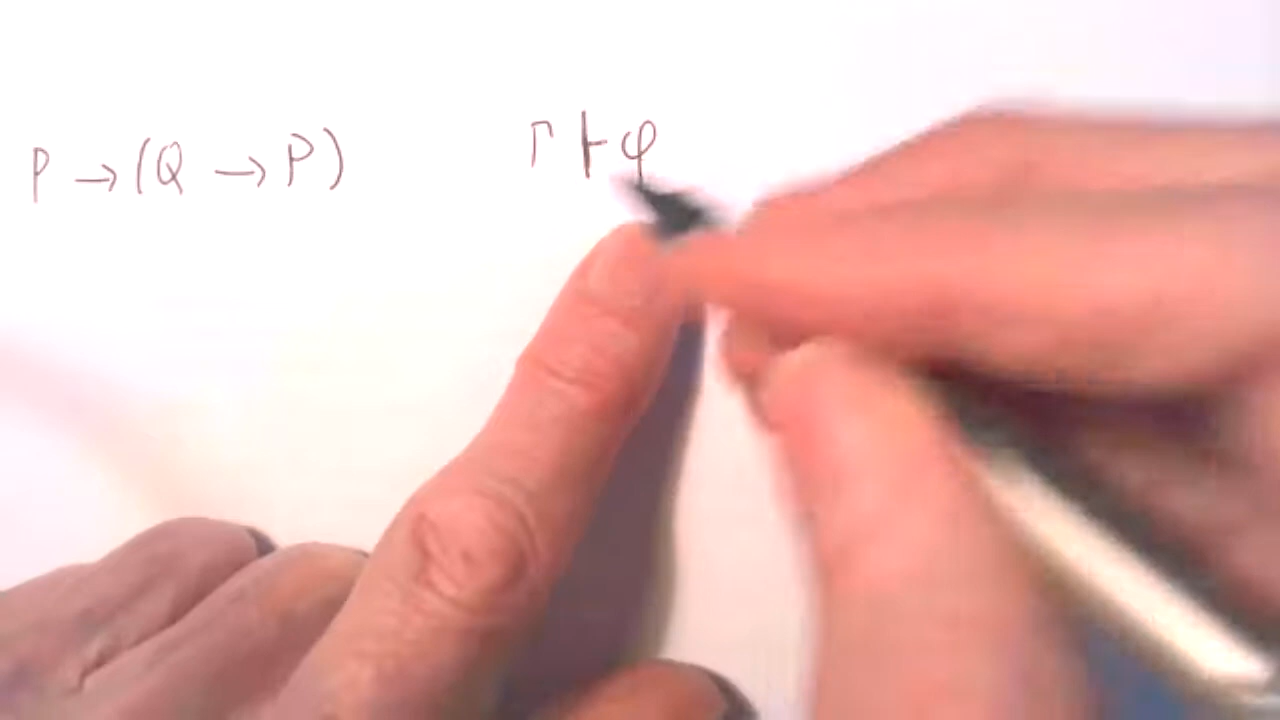 P → (Q → P) Γ ⊢ φ